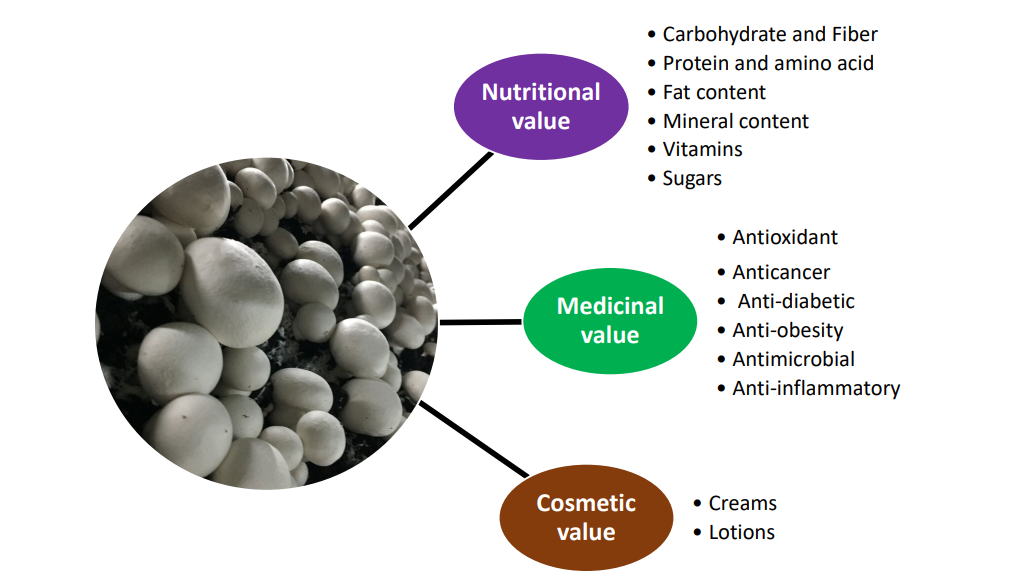 Nutritional
value
• Carbohydrate and Fiber
• Protein and amino acid
• Fat content
• Mineral content
• Vitamins
• Sugars
Medicinal
value
• Antioxidant
• Anticancer
• Anti-diabetic
• Anti-obesity
• Antimicrobial
• Anti-inflammatory
Cosmetic
value
• Creams
• Lotions